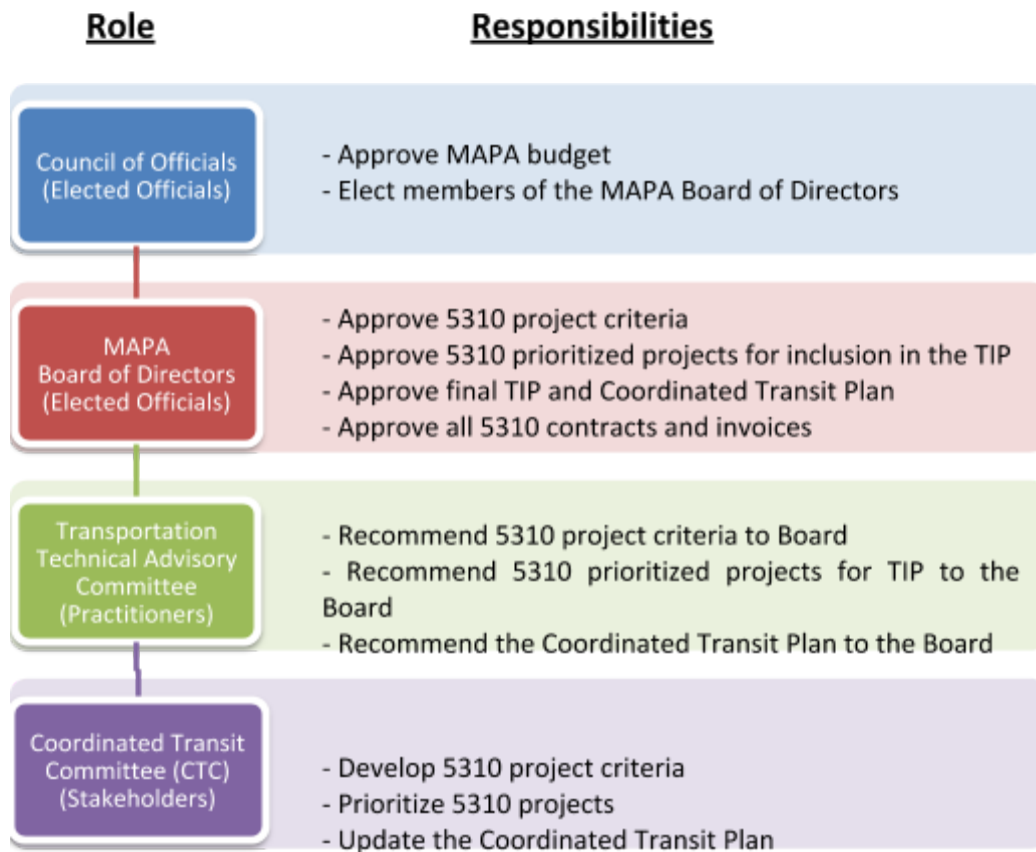 Role
Responsibilities
Council of Officials
(Elected Officials)
- Approve MAPA budget
- Elect members of the MAPA Board of Directors
MAPA
Board of Directors
(Elected Officials)
- Approve 5310 project criteria
- Approve 5310 prioritized projects for inclusion in the TIP
- Approve final TIP and Coordinated Transit Plan
- Approve all 5310 contracts and invoices
Transportation
Technical Advisory
Committee
(Practitioners)
- Recommend 5310 project criteria to Board
- Recommend 5310 prioritized projects for TIP to the
Board
- Recommend the Coordinated Transit Plan to the Board
Coordinated Transit
Committee (CTC)
(Stakeholders)
- Develop 5310 project criteria
- Prioritize 5310 projects
- Update the Coordinated Transit Plan